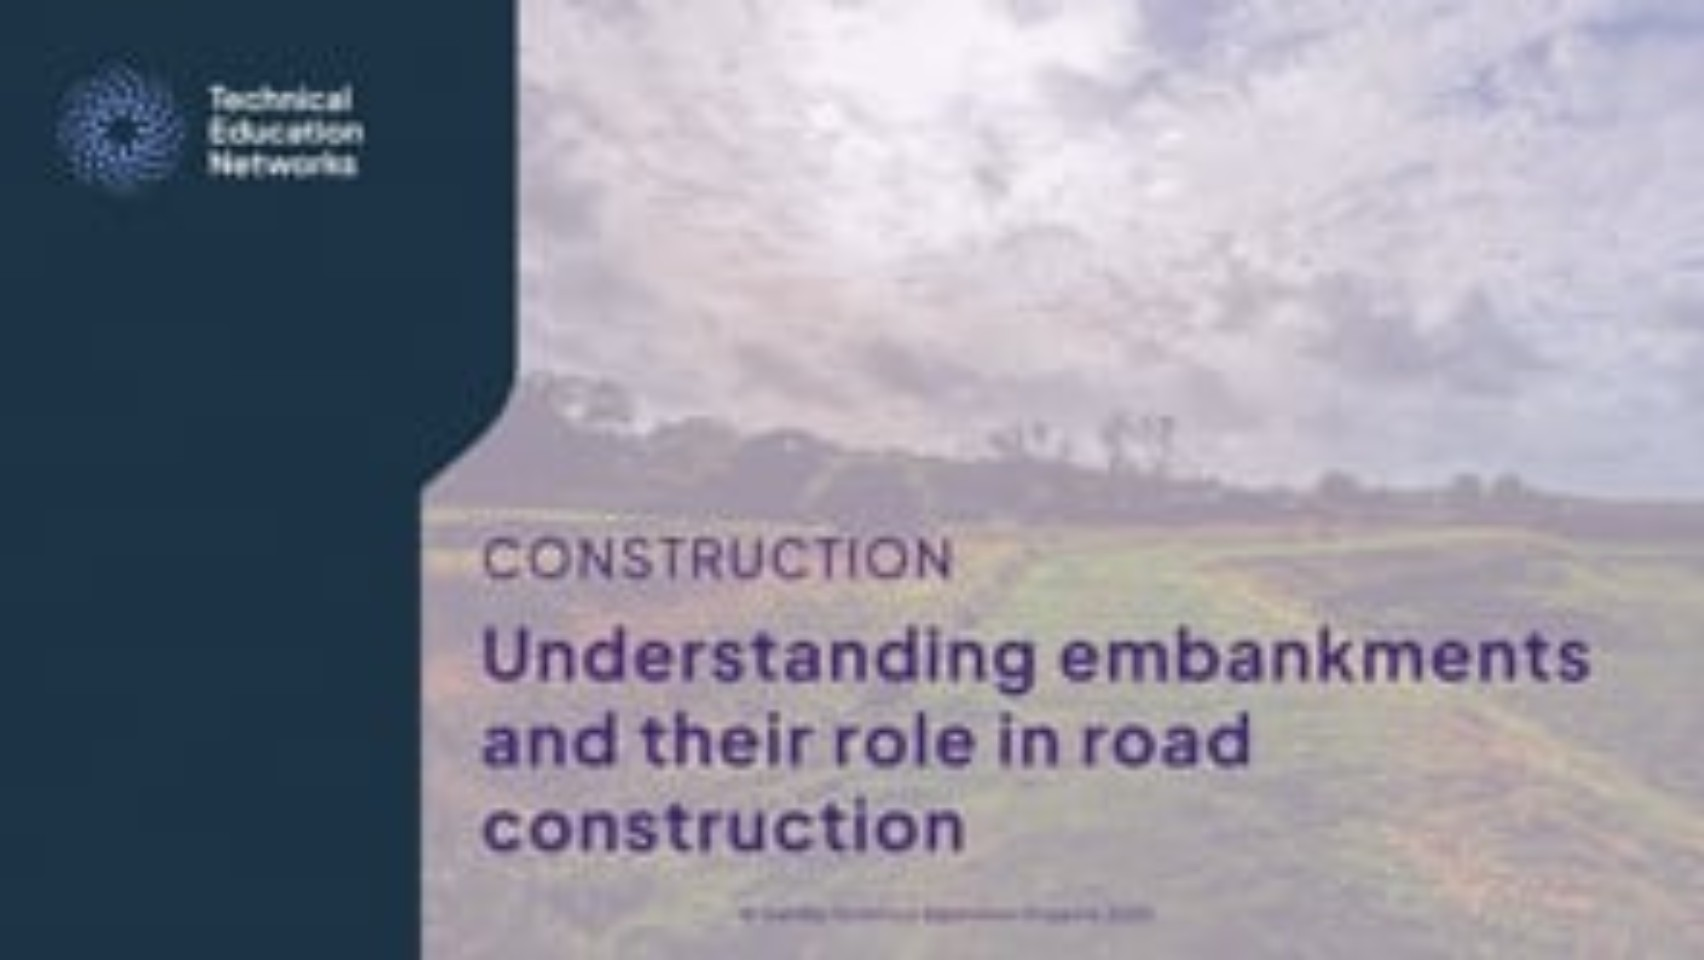 Technical
Education
Networks
CONSTRUCTION
Understanding embankments
and their role in road
construction